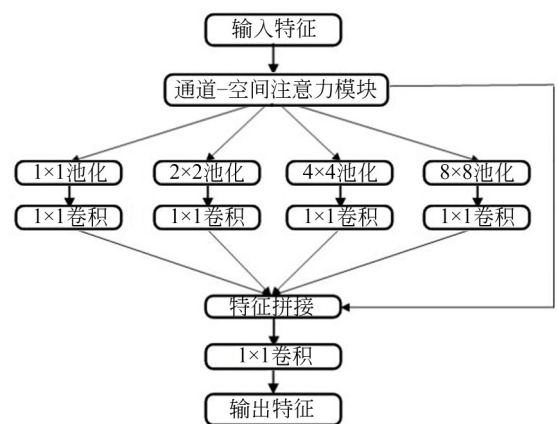 输入特征
通道-空间注意力模块
1×1池化
2×2池化
4×4池化
8×8池化
1×1卷积
1×1卷积
1×1卷积
1×1卷积
特征拼接
1×1卷积
输出特征